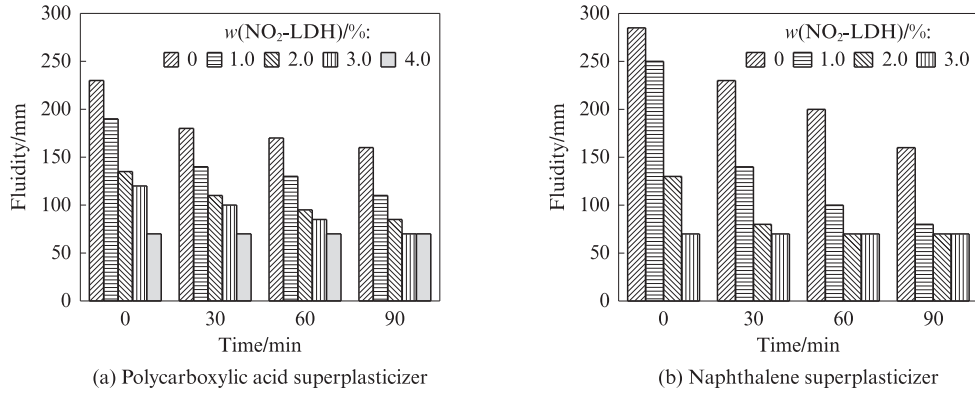 300
250
200
150
100
50
0
Fluidity/mm
w(NO₂-LDH)/%:
0 1.0 2.0 3.0 4.0
0 30 60 90
Time/min
(a) Polycarboxylic acid superplasticizer
300
250
200
150
100
50
0
Fluidity/mm
w(NO₂-LDH)/%:
0 1.0 2.0 3.0
0 30 60 90
Time/min
(b) Naphthalene superplasticizer